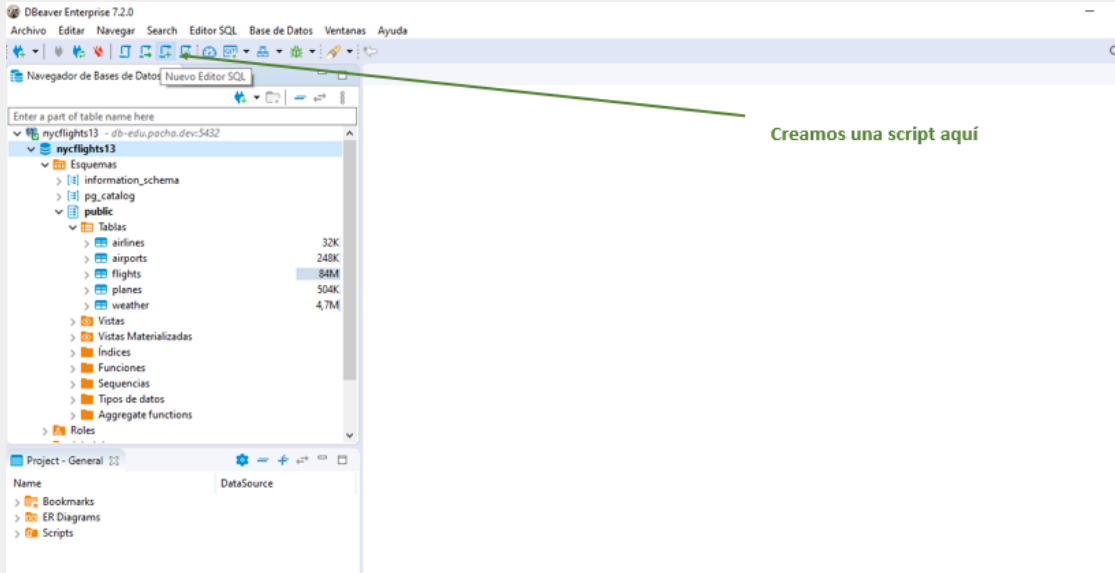 DBeaver Enterprise 7.2.0
Archivo Editar Navegar Search Editor SQL Base de Datos Ventanas Ayuda
Navegador de Bases de Datos
Nuevo Editor SQL
Enter a part of table name here
nycflights13 - db-edu.pacha.dev:5432
nycflights13
Esquemas
information_schema
pg_catalog
public
Tablas
airlines 32K
airports 248K
flights 84M
planes 504K
weather 4,7M
Vistas
Vistas Materializadas
Índices
Funciones
Sequencias
Tipos de datos
Aggregate functions
Roles
Creamos una script aquí
Project - General
Name DataSource
Bookmarks
ER Diagrams
Scripts